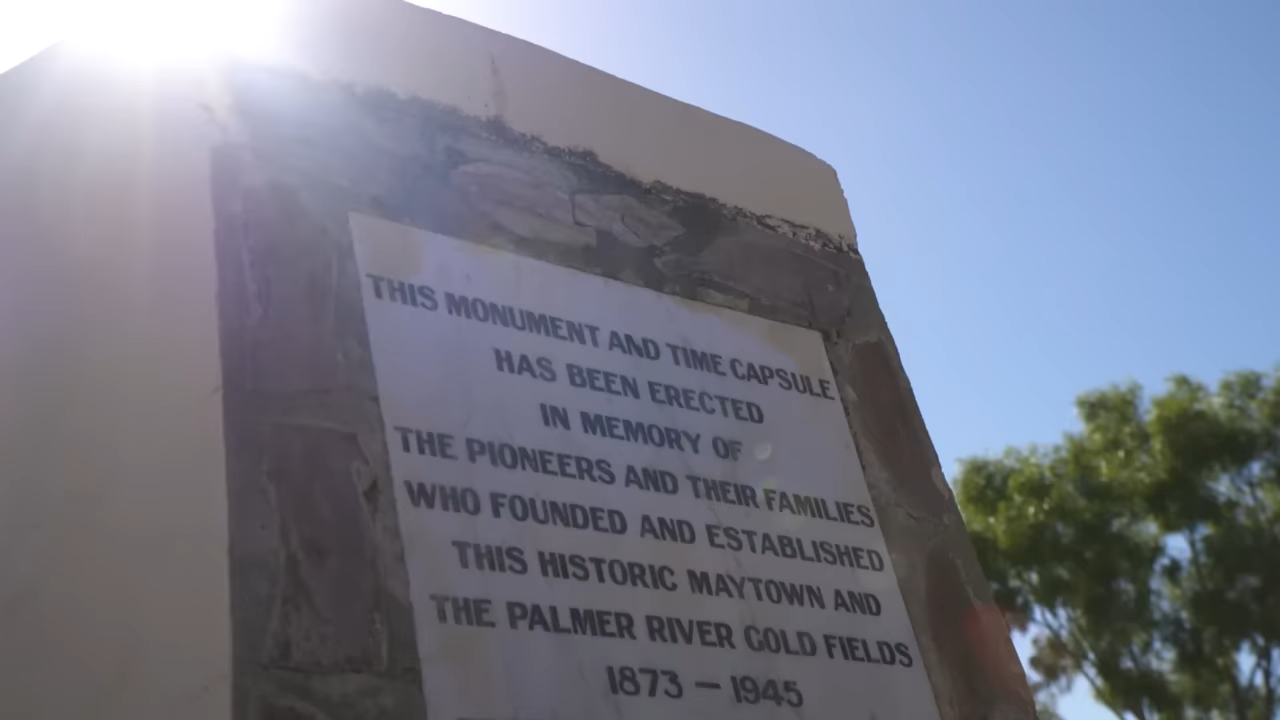 THIS MONUMENT AND TIME CAPSULE
HAS BEEN ERECTED
IN MEMORY OF
THE PIONEERS AND THEIR FAMILIES
WHO FOUNDED AND ESTABLISHED
THIS HISTORIC MAYTOWN AND
THE PALMER RIVER GOLD FIELDS
1873 – 1945